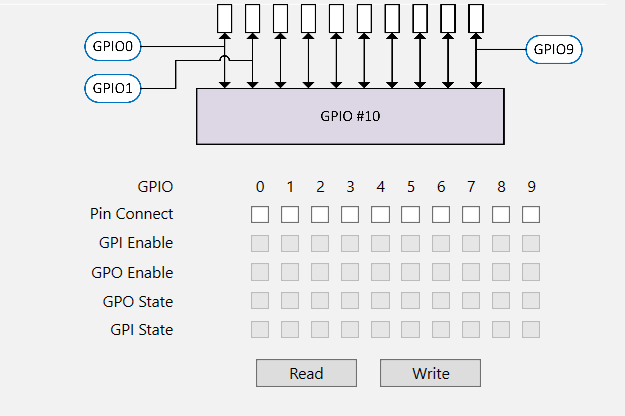 GPIO0
GPIO9
GPIO1
GPIO #10
GPIO 0 1 2 3 4 5 6 7 8 9
Pin Connect
GPI Enable
GPO Enable
GPO State
GPI State
Read Write